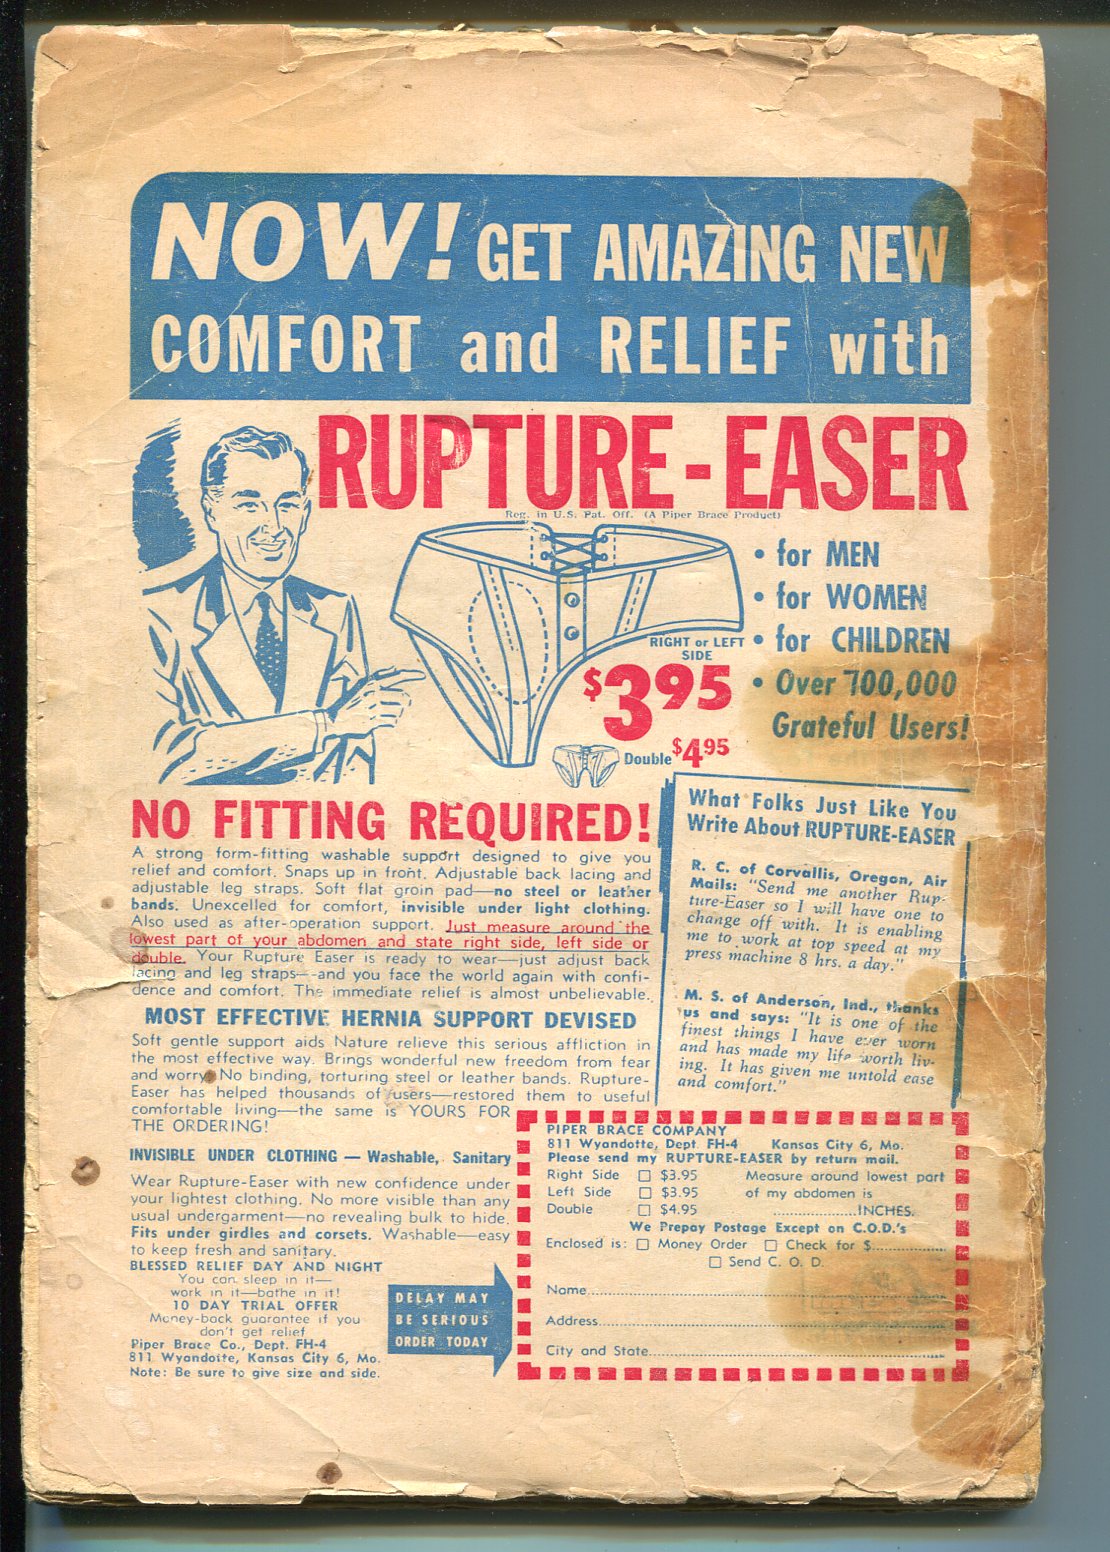 NOW! GET AMAZING NEW
COMFORT and RELIEF with
RUPTURE-EASER
Reg. in U.S. Pat. Off. (A Piper Brace Product)
• for MEN
• for WOMEN
• for CHILDREN
• Over 700,000
Grateful Users!
RIGHT or LEFT
SIDE
$3.95
Double $4.95
NO FITTING REQUIRED!
A strong form-fitting washable support designed to give you
relief and comfort. Snaps up in front. Adjustable back lacing and
adjustable leg straps. Soft flat groin pad—no steel or leather
bands. Unexcelled for comfort, invisible under light clothing.
Also used as after-operation support. Just measure around the
lowest part of your abdomen and state right side, left side or
double. Your Rupture Easer is ready to wear—just adjust back
lacing and leg straps—and you face the world again with confi-
dence and comfort. The immediate relief is almost unbelievable.
MOST EFFECTIVE HERNIA SUPPORT DEVISED
Soft gentle support aids Nature relieve this serious affliction in
the most effective way. Brings wonderful new freedom from fear
and worry. No binding, torturing steel or leather bands. Rupture-
Easer has helped thousands of users—restored them to useful
comfortable living—the same is YOURS FOR
THE ORDERING!
INVISIBLE UNDER CLOTHING — Washable, Sanitary
Wear Rupture-Easer with new confidence under
your lightest clothing. No more visible than any
usual undergarment—no revealing bulk to hide.
Fits under girdles and corsets. Washable—easy
to keep fresh and sanitary.
BLESSED RELIEF DAY AND NIGHT
You can sleep in it—
work in it—bathe in it!
10 DAY TRIAL OFFER
Money-back guarantee if you
don't get relief
Piper Brace Co., Dept. FH-4
811 Wyandotte, Kansas City 6, Mo.
Note: Be sure to give size and side.
DELAY MAY
BE SERIOUS
ORDER TODAY
What Folks Just Like You
Write About RUPTURE-EASER
R. C. of Corvallis, Oregon, Air
Mails: "Send me another Rup-
ture-Easer so I will have one to
change off with. It is enabling
me to work at top speed at my
press machine 8 hrs. a day."
M. S. of Anderson, Ind., thanks
us and says: "It is one of the
finest things I have ever worn
and has made my life worth liv-
ing. It has given me untold ease
and comfort."
PIPER BRACE COMPANY
811 Wyandotte, Dept. FH-4 Kansas City 6, Mo.
Please send my RUPTURE-EASER by return mail.
Right Side □ $3.95 Measure around lowest part
Left Side □ $3.95 of my abdomen is
Double □ $4.95 ..................INCHES.
We Prepay Postage Except on C.O.D.'s
Enclosed is: □ Money Order □ Check for $..................
□ Send C. O. D.
Name..................
Address..................
City and State..................